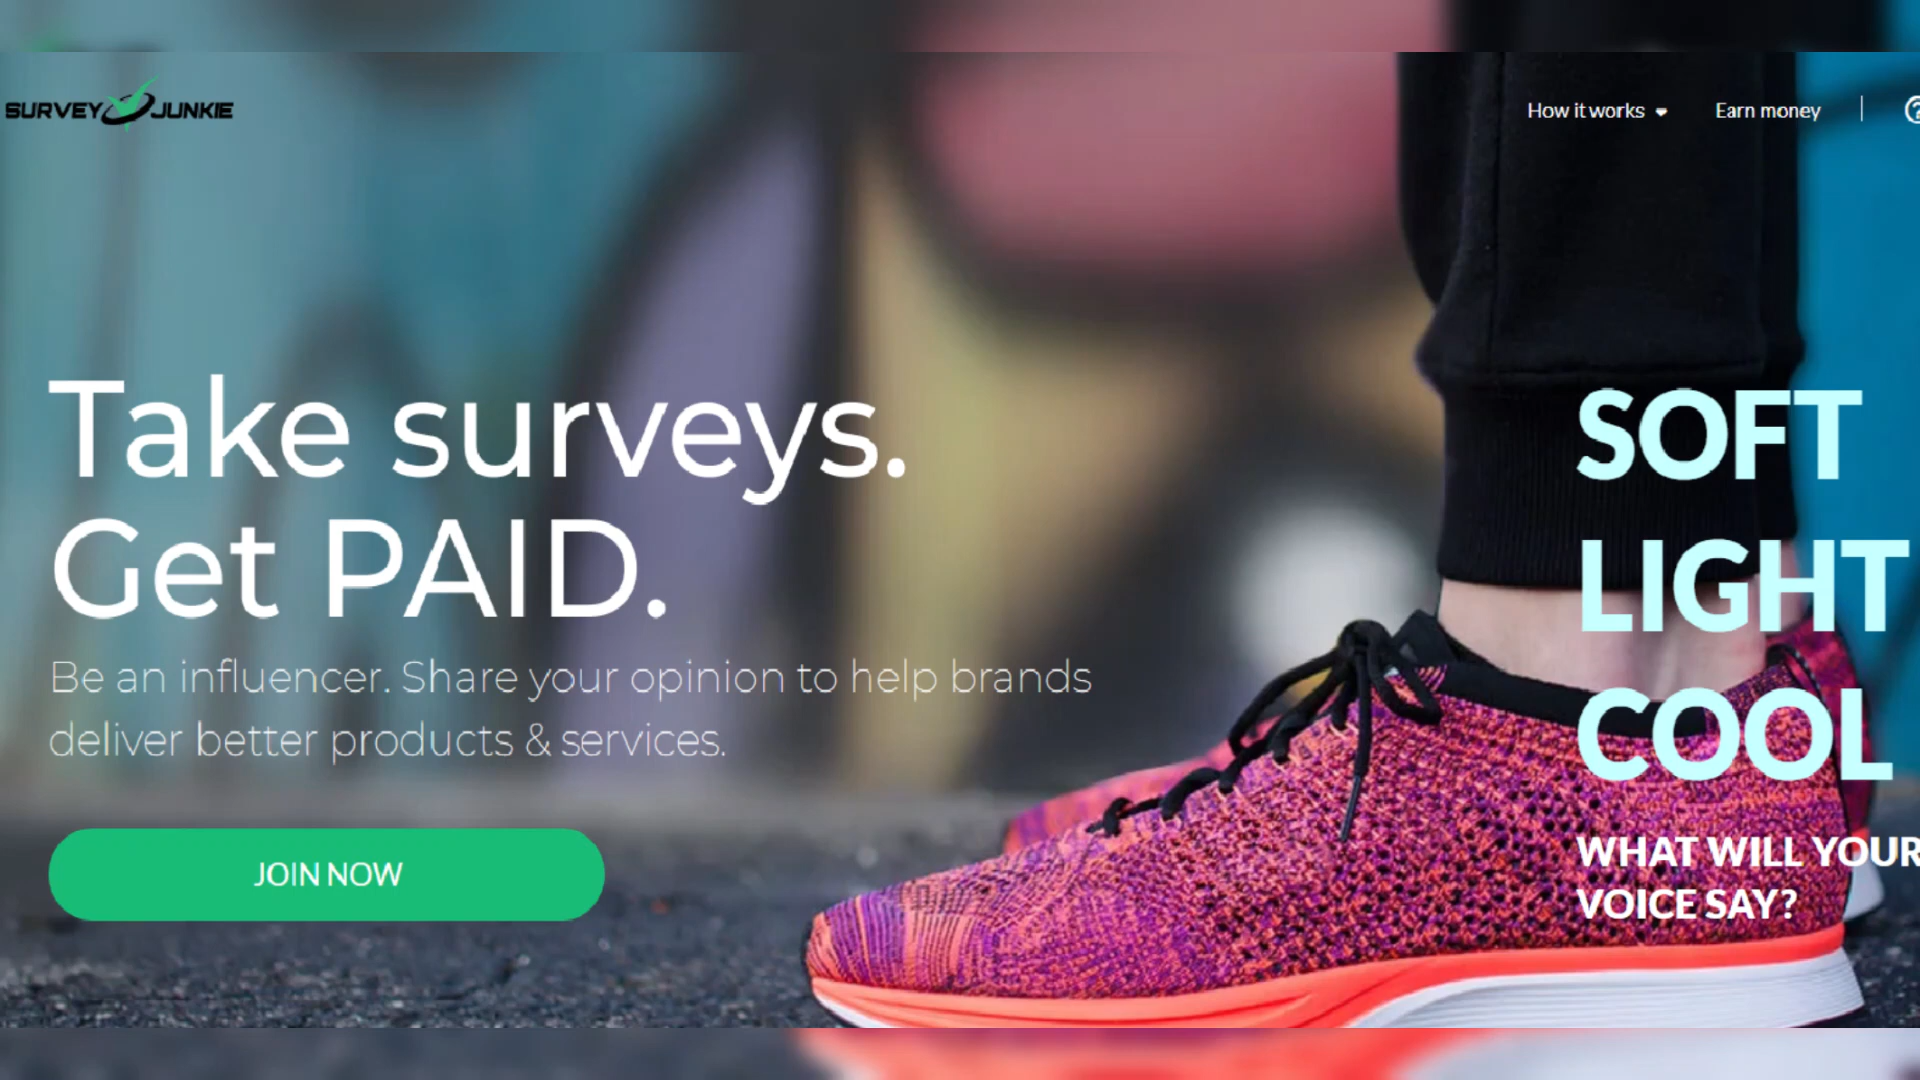 SURVEY JUNKIE
How it works
Earn money
Take surveys.
Get PAID.
Be an influencer. Share your opinion to help brands
deliver better products & services.
JOIN NOW
SOFT
LIGHT
COOL
WHAT WILL YOUR
VOICE SAY?